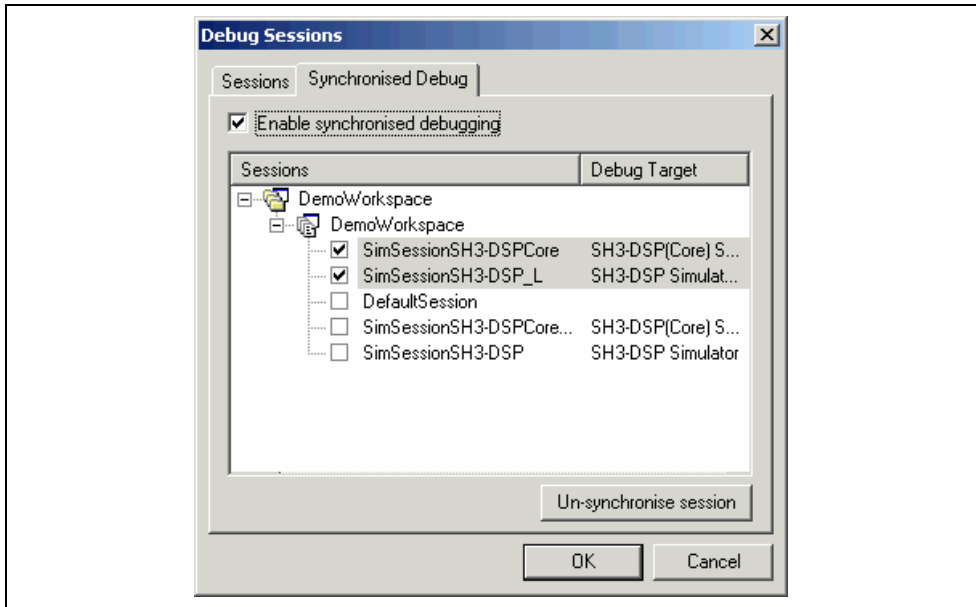 Debug Sessions
Sessions Synchronised Debug
Enable synchronised debugging
Sessions Debug Target
DemoWorkspace
DemoWorkspace
SimSessionSH3-DSPCore SH3-DSP(Core) S...
SimSessionSH3-DSP_L SH3-DSP Simulat...
DefaultSession
SimSessionSH3-DSPCore... SH3-DSP(Core) S...
SimSessionSH3-DSP SH3-DSP Simulator
Un-synchronise session
OK Cancel